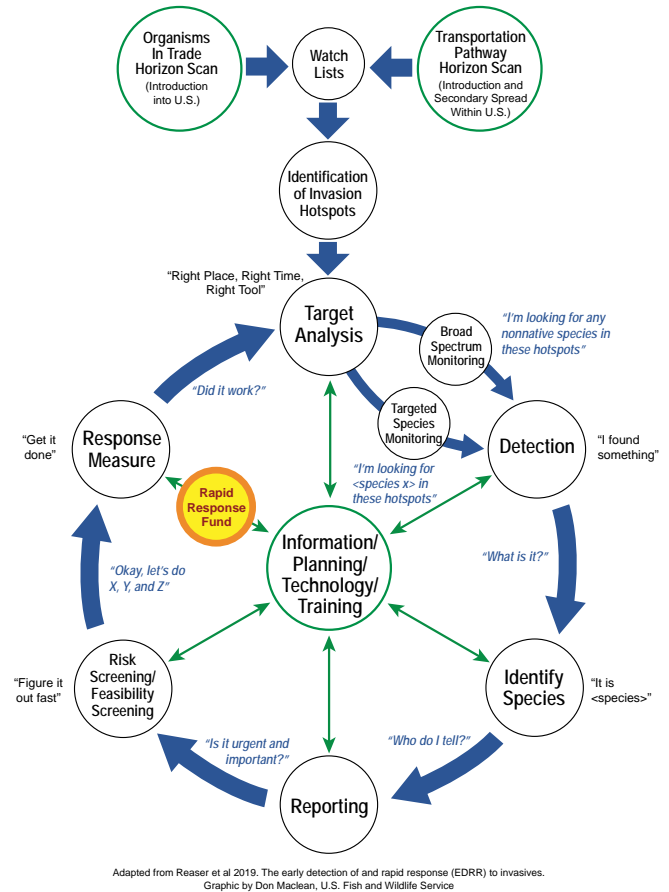 Organisms
In Trade
Horizon Scan
(Introduction
into U.S.)
Watch
Lists
Transportation
Pathway
Horizon Scan
(Introduction and
Secondary Spread
Within U.S.)
Identification
of Invasion
Hotspots
"Right Place, Right Time,
Right Tool"
Target
Analysis
Broad
Spectrum
Monitoring
"I'm looking for any
nonnative species in
these hotspots"
"Did it work?"
Targeted
Species
Monitoring
"Get it
done"
Response
Measure
Detection
"I found
something"
"I'm looking for
<species x> in
these hotspots"
Rapid
Response
Fund
Information/
Planning/
Technology/
Training
"What is it?"
"Okay, let's do
X, Y, and Z"
"Figure it
out fast"
Risk
Screening/
Feasibility
Screening
Identify
Species
"It is
<species>"
"Is it urgent and
important?"
"Who do I tell?"
Reporting
Adapted from Reaser et al 2019. The early detection of and rapid response (EDRR) to invasives.
Graphic by Don Maclean, U.S. Fish and Wildlife Service